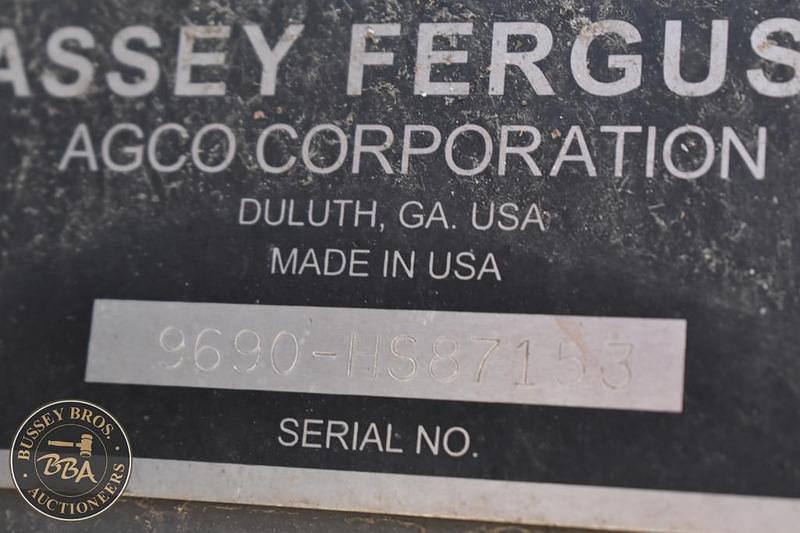 ASSEY FERGUS
AGCO CORPORATION
DULUTH, GA. USA
MADE IN USA
9690-HS87153
SERIAL NO.
BUSSEY BROS.
BBA
AUCTIONEERS